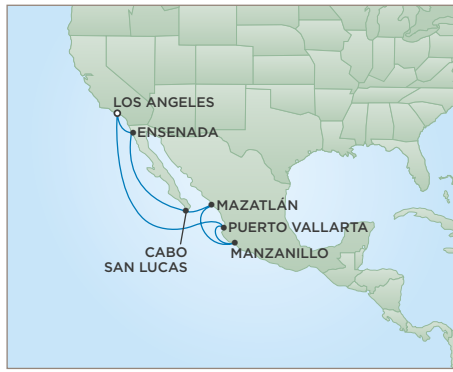 LOS ANGELES
ENSENADA
MAZATLÁN
PUERTO VALLARTA
CABO
SAN LUCAS
MANZANILLO